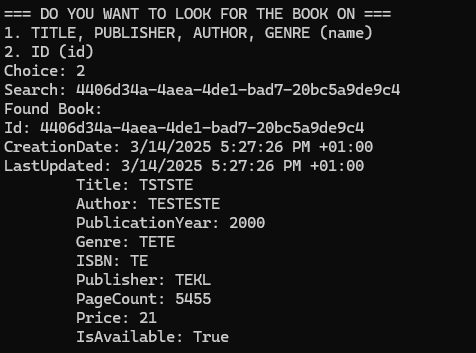 === DO YOU WANT TO LOOK FOR THE BOOK ON ===
1. TITLE, PUBLISHER, AUTHOR, GENRE (name)
2. ID (id)
Choice: 2
Search: 4406d34a-4aea-4de1-bad7-20bc5a9de9c4
Found Book:
Id: 4406d34a-4aea-4de1-bad7-20bc5a9de9c4
CreationDate: 3/14/2025 5:27:26 PM +01:00
LastUpdated: 3/14/2025 5:27:26 PM +01:00
Title: TSTSTE
Author: TESTESTE
PublicationYear: 2000
Genre: TETE
ISBN: TE
Publisher: TEKL
PageCount: 5455
Price: 21
IsAvailable: True